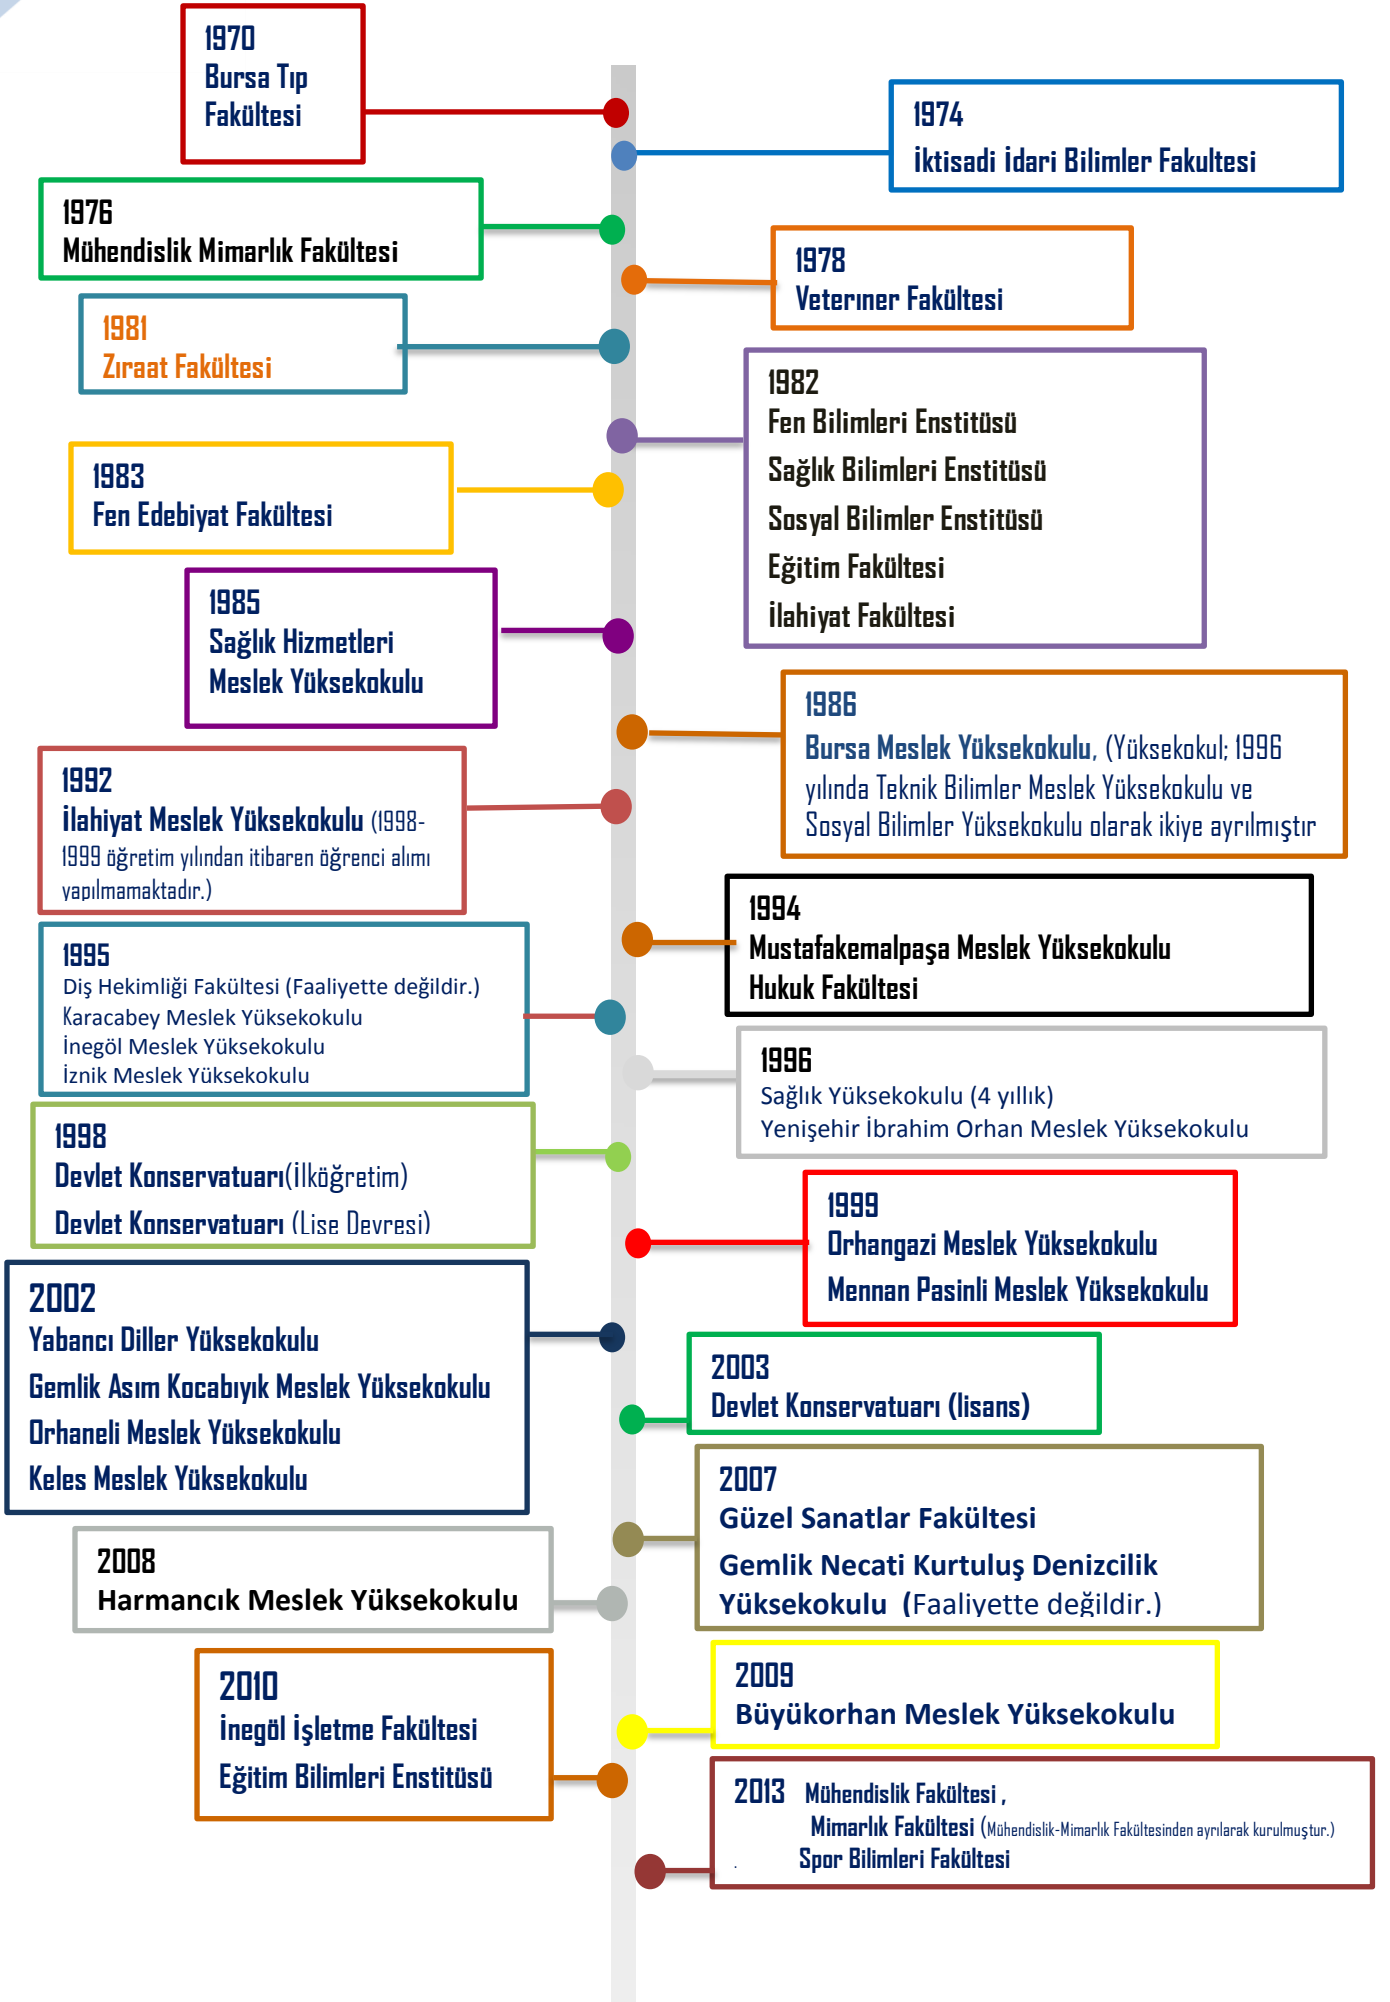 1970
Bursa Tıp
Fakültesi
1974
İktisadi İdari Bilimler Fakultesi
1976
Mühendislik Mimarlık Fakültesi
1978
Veterıner Fakültesi
1981
Zıraat Fakültesi
1982
Fen Bilimleri Enstitüsü
Sağlık Bilimleri Enstitüsü
Sosyal Bilimler Enstitüsü
Eğitim Fakültesi
İlahiyat Fakültesi
1983
Fen Edebiyat Fakültesi
1985
Sağlık Hizmetleri
Meslek Yüksekokulu
1986
Bursa Meslek Yüksekokulu, (Yüksekokul; 1996
yılında Teknik Bilimler Meslek Yüksekokulu ve
Sosyal Bilimler Yüksekokulu olarak ikiye ayrılmıştır
1992
İlahiyat Meslek Yüksekokulu (1998-
1999 öğretim yılından itibaren öğrenci alımı
yapılmamaktadır.)
1994
Mustafakemalpaşa Meslek Yüksekokulu
Hukuk Fakültesi
1995
Diş Hekimliği Fakültesi (Faaliyette değildir.)
Karacabey Meslek Yüksekokulu
İnegöl Meslek Yüksekokulu
İznik Meslek Yüksekokulu
1996
Sağlık Yüksekokulu (4 yıllık)
Yenişehir İbrahim Orhan Meslek Yüksekokulu
1998
Devlet Konservatuarı(İlköğretim)
Devlet Konservatuarı (Lise Devresi)
1999
Orhangazi Meslek Yüksekokulu
Mennan Pasinli Meslek Yüksekokulu
2002
Yabancı Diller Yüksekokulu
Gemlik Asım Kocabıyık Meslek Yüksekokulu
Orhaneli Meslek Yüksekokulu
Keles Meslek Yüksekokulu
2003
Devlet Konservatuarı (lisans)
2007
Güzel Sanatlar Fakültesi
Gemlik Necati Kurtuluş Denizcilik
Yüksekokulu (Faaliyette değildir.)
2008
Harmancık Meslek Yüksekokulu
2009
Büyükorhan Meslek Yüksekokulu
2010
İnegöl İşletme Fakültesi
Eğitim Bilimleri Enstitüsü
2013 Mühendislik Fakültesi ,
Mimarlık Fakültesi (Mühendislik-Mimarlık Fakültesinden ayrılarak kurulmuştur.)
. Spor Bilimleri Fakültesi